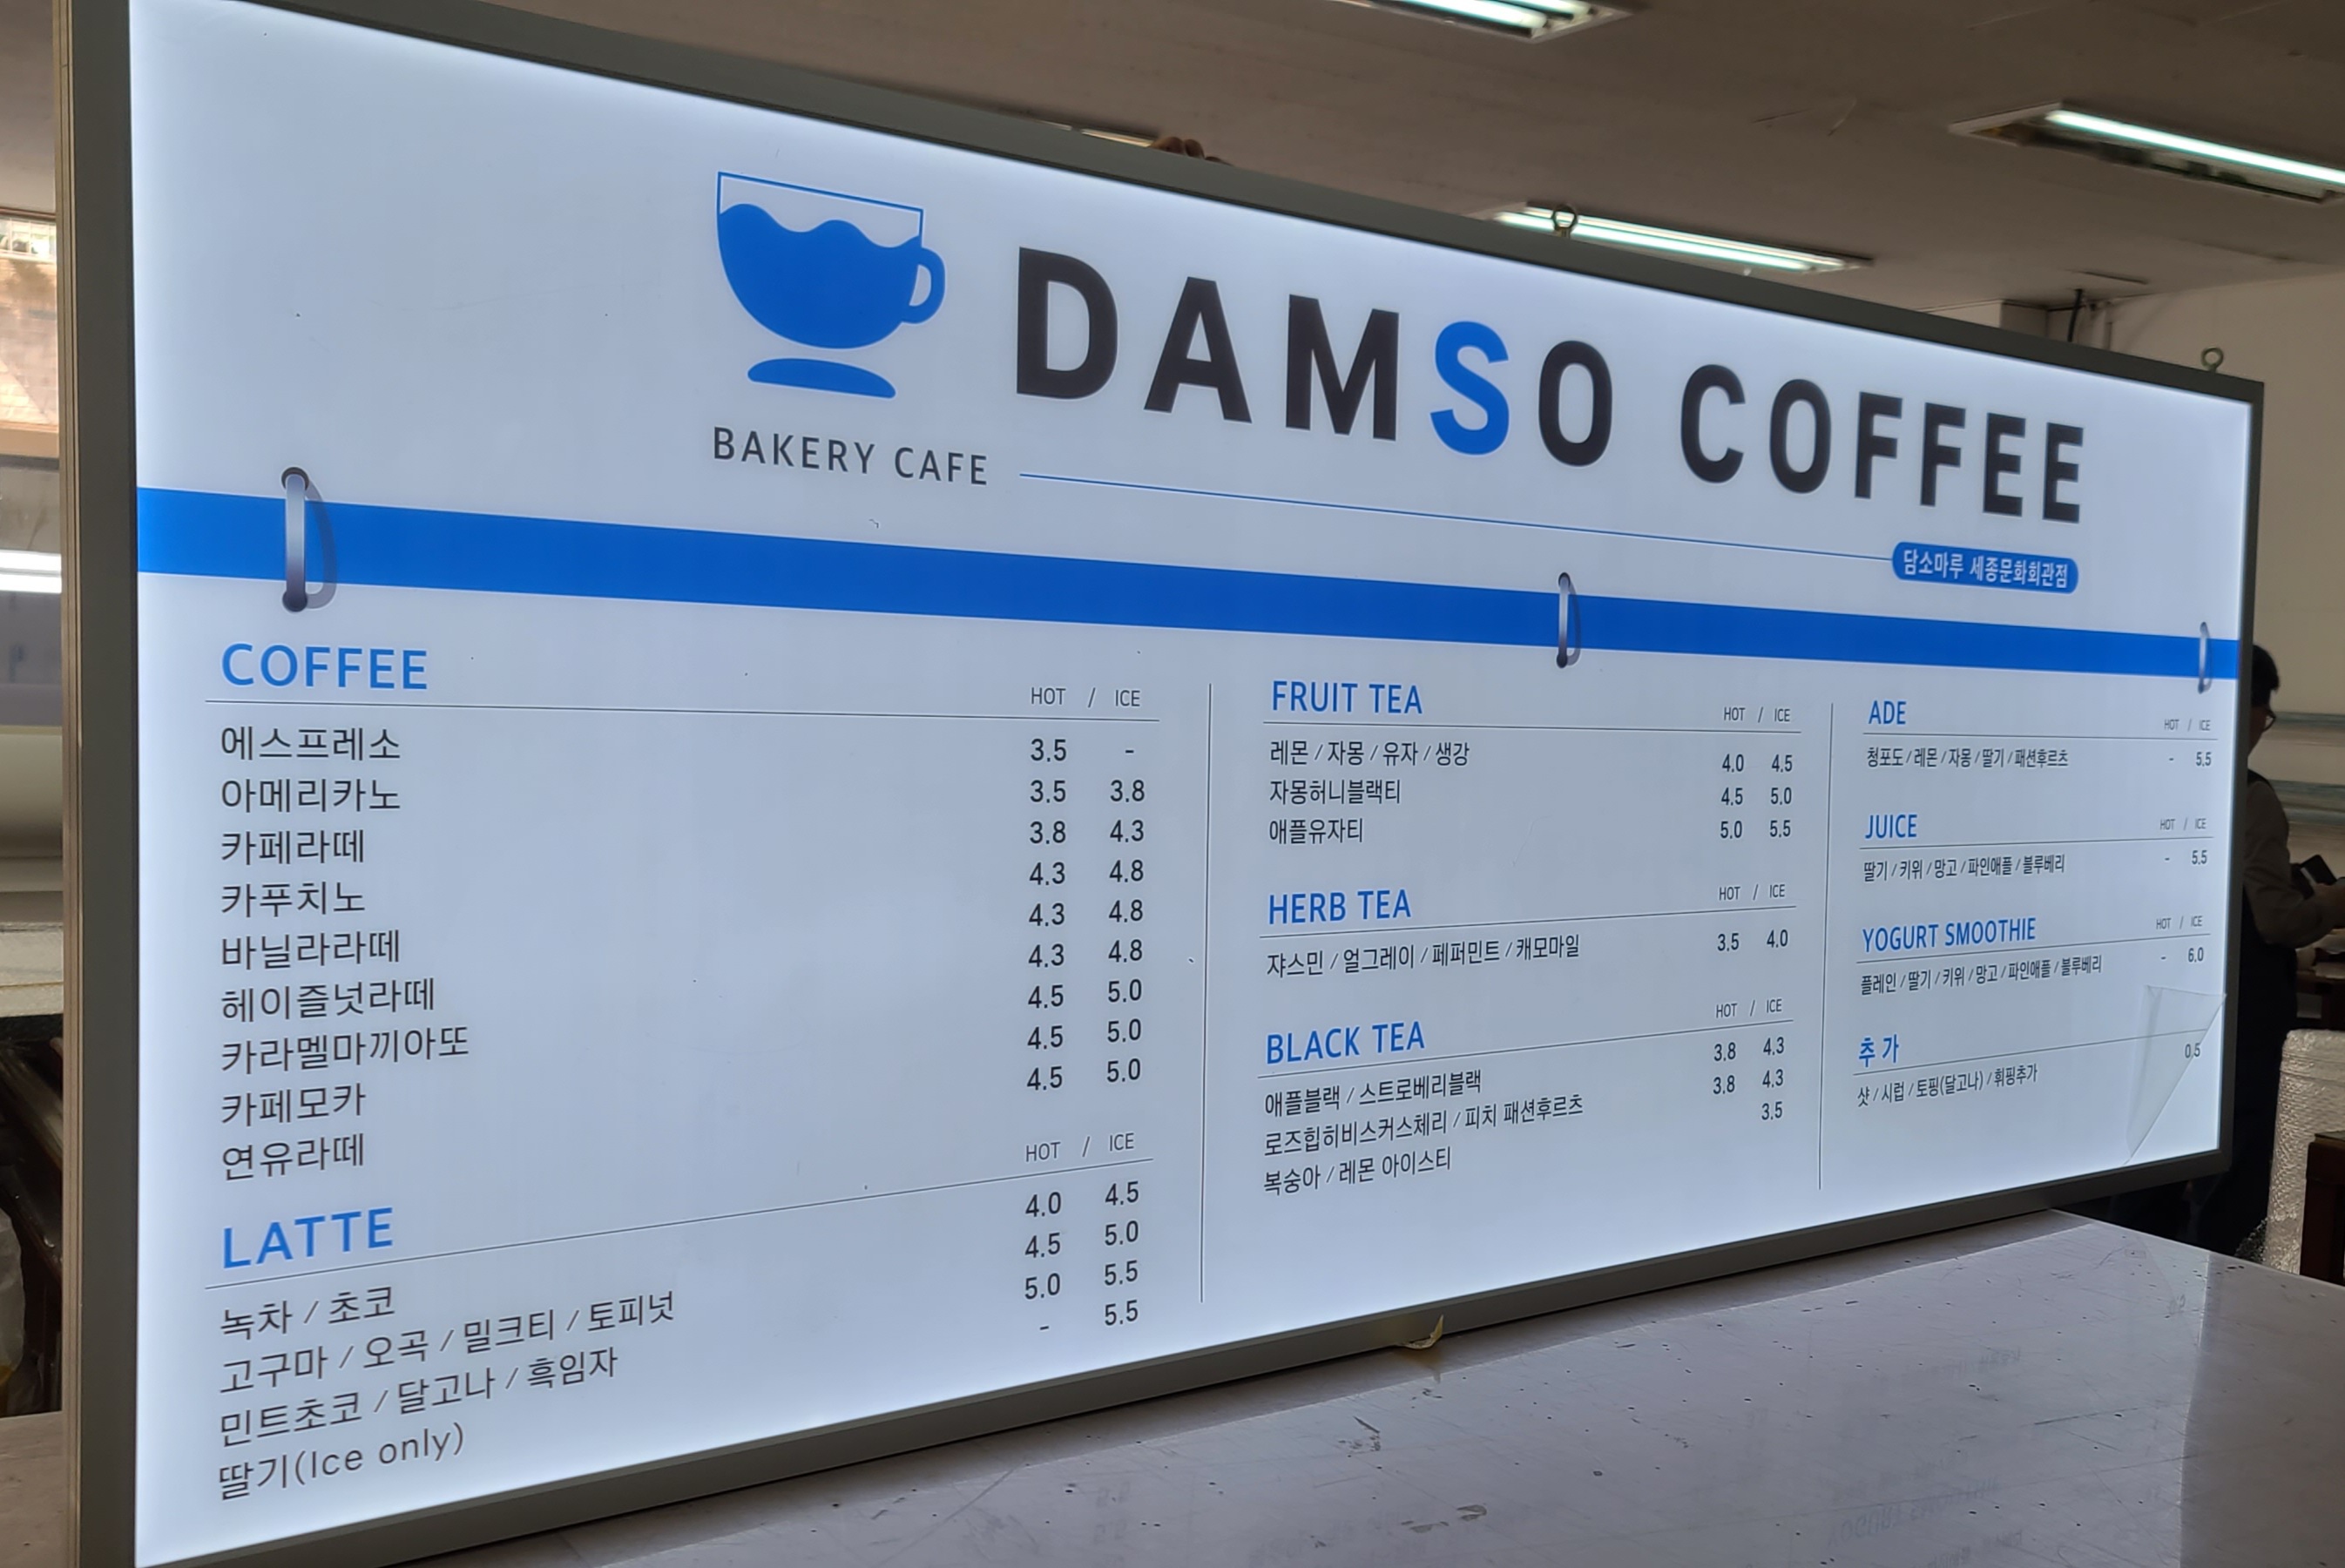 DAMSO COFFEE
BAKERY CAFE
담소마루 세종문화회관점
COFFEE HOT / ICE
에스프레소 3.5 -
아메리카노 3.5 3.8
카페라떼 3.8 4.3
카푸치노 4.3 4.8
바닐라라떼 4.3 4.8
헤이즐넛라떼 4.3 4.8
카라멜마끼아또 4.5 5.0
카페모카 4.5 5.0
연유라떼 4.5 5.0
LATTE HOT / ICE
녹차 / 초코 4.0 4.5
고구마 / 오곡 / 밀크티 / 토피넛 4.5 5.0
민트초코 / 달고나 / 흑임자 5.0 5.5
딸기(Ice only) - 5.5
FRUIT TEA HOT / ICE
레몬 / 자몽 / 유자 / 생강 4.0 4.5
자몽허니블랙티 4.5 5.0
애플유자티 5.0 5.5
HERB TEA HOT / ICE
쟈스민 / 얼그레이 / 페퍼민트 / 캐모마일 3.5 4.0
BLACK TEA HOT / ICE
애플블랙 / 스트로베리블랙 3.8 4.3
로즈힙히비스커스체리 / 피치 패션후르츠 3.8 4.3
복숭아 / 레몬 아이스티 3.5
ADE HOT / ICE
청포도 / 레몬 / 자몽 / 딸기 / 패션후르츠 - 5.5
JUICE HOT / ICE
딸기 / 키위 / 망고 / 파인애플 / 블루베리 - 5.5
YOGURT SMOOTHIE HOT / ICE
플레인 / 딸기 / 키위 / 망고 / 파인애플 / 블루베리 - 6.0
추 가
샷 / 시럽 / 토핑(달고나) / 휘핑추가 0.5